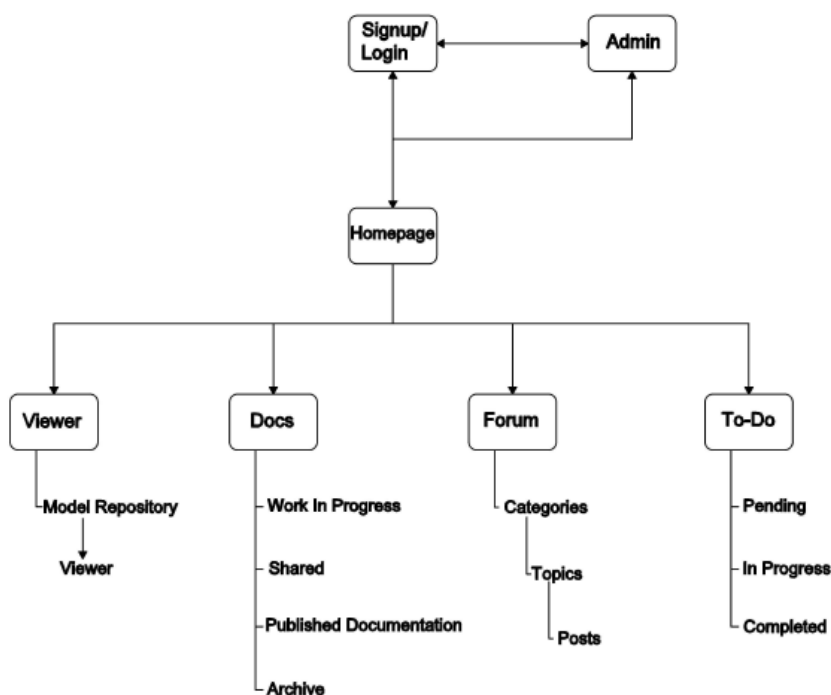 Signup/
Login
Admin
Homepage
Viewer
Docs
Forum
To-Do
Model Repository
Work In Progress
Categories
Pending
Viewer
Shared
Topics
In Progress
Published Documentation
Posts
Completed
Archive